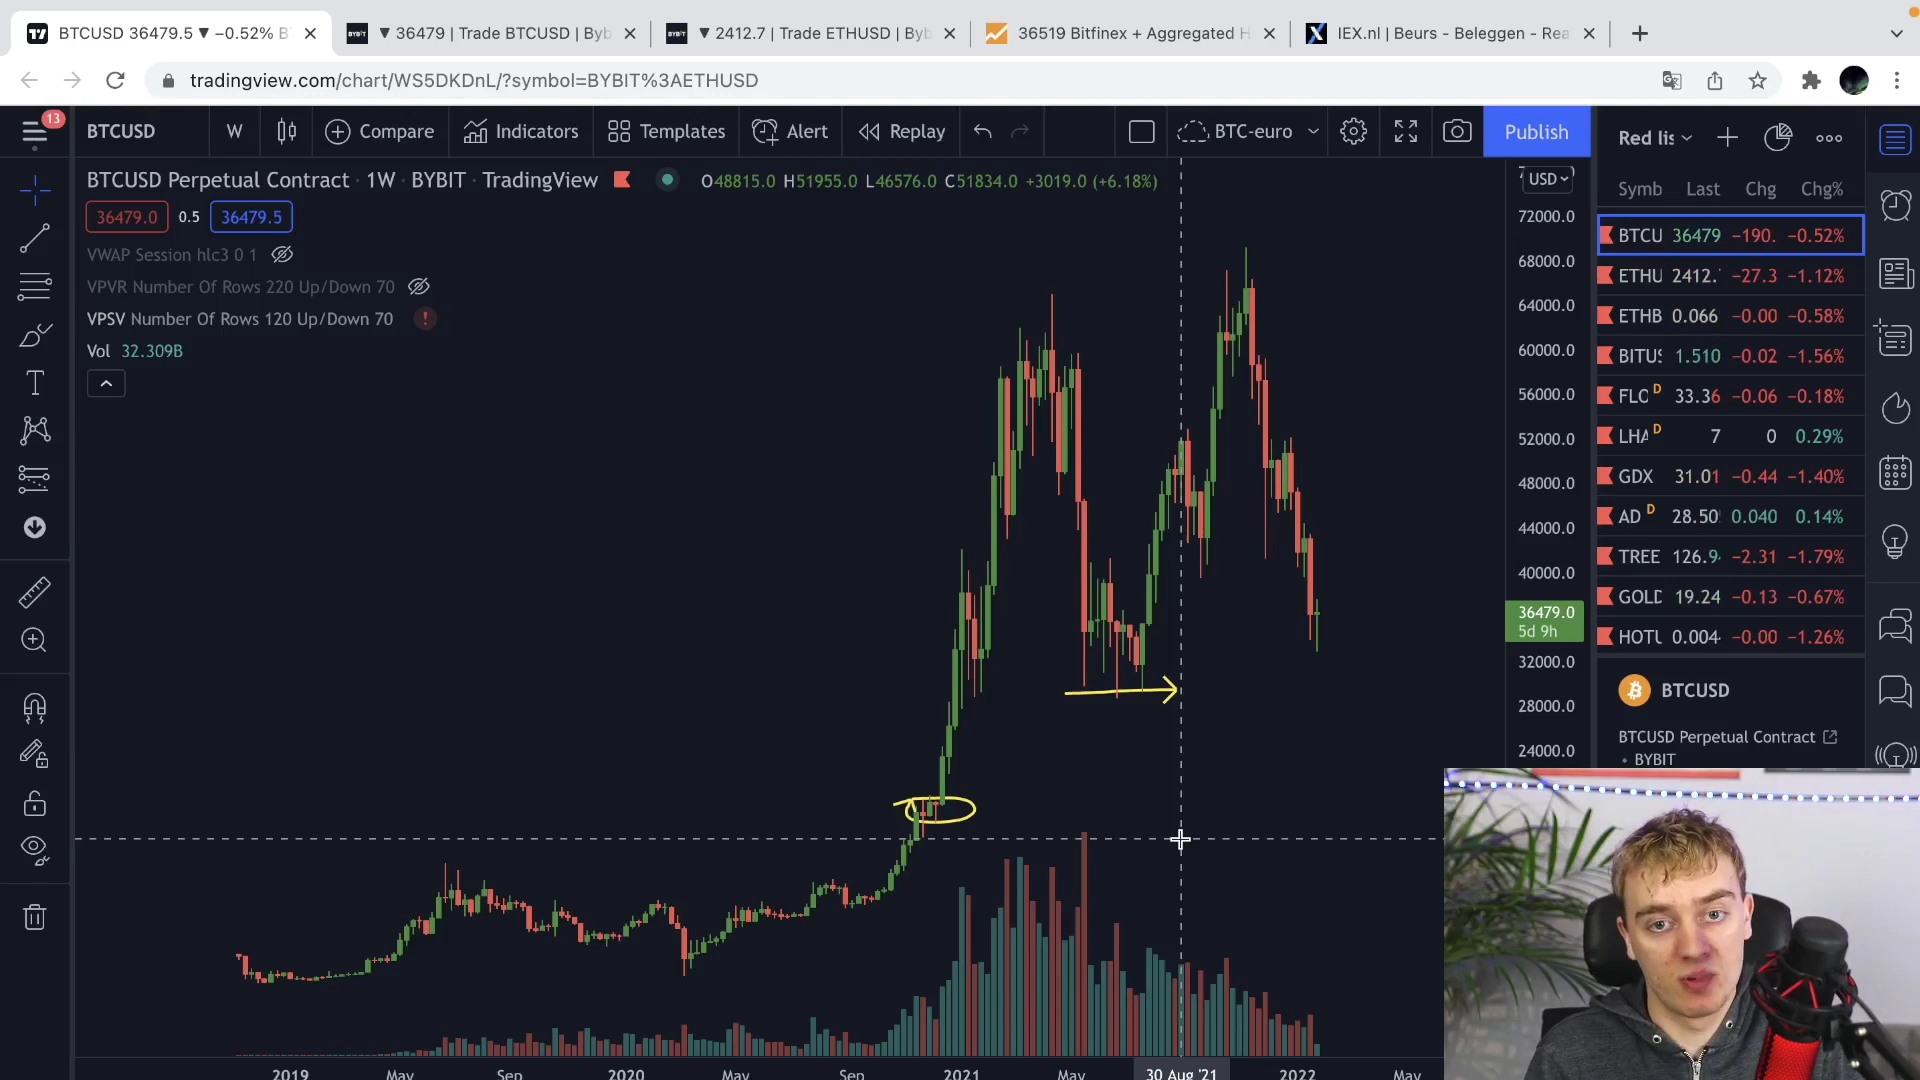 BTCUSD 36479.5 ▼ −0.52%
▼ 36479 | Trade BTCUSD | Byb
▼ 2412.7 | Trade ETHUSD | Byb
36519 Bitfinex + Aggregated
IEX.nl | Beurs - Beleggen - Rea
tradingview.com/chart/WS5DKDnL/?symbol=BYBIT%3AETHUSD
13
BTCUSD
W
Compare
Indicators
Templates
Alert
Replay
BTC-euro
Publish
Red lis
BTCUSD Perpetual Contract · 1W · BYBIT · TradingView
O48815.0 H51955.0 L46576.0 C51834.0 +3019.0 (+6.18%)
USD
36479.0 0.5 36479.5
VWAP Session hlc3 0 1
VPVR Number Of Rows 220 Up/Down 70
VPSV Number Of Rows 120 Up/Down 70 !
Vol 32.309B
72000.0
68000.0
64000.0
60000.0
56000.0
52000.0
48000.0
44000.0
40000.0
36479.0
5d 9h
32000.0
28000.0
24000.0
Symb Last Chg Chg%
BTCU 36479 −190. −0.52%
ETHU 2412. −27.3 −1.12%
ETHB 0.066 −0.00 −0.58%
BITUS 1.510 −0.02 −1.56%
FLO D 33.36 −0.06 −0.18%
LHA D 7 0 0.29%
GDX 31.01 −0.44 −1.40%
AD D 28.50 0.040 0.14%
TREE 126.9 −2.31 −1.79%
GOLD 19.24 −0.13 −0.67%
HOTU 0.004 −0.00 −1.26%
BTCUSD
BTCUSD Perpetual Contract
• BYBIT
2019 May Sep 2020 May Sep 2021 May 30 Aug '21 2022 May